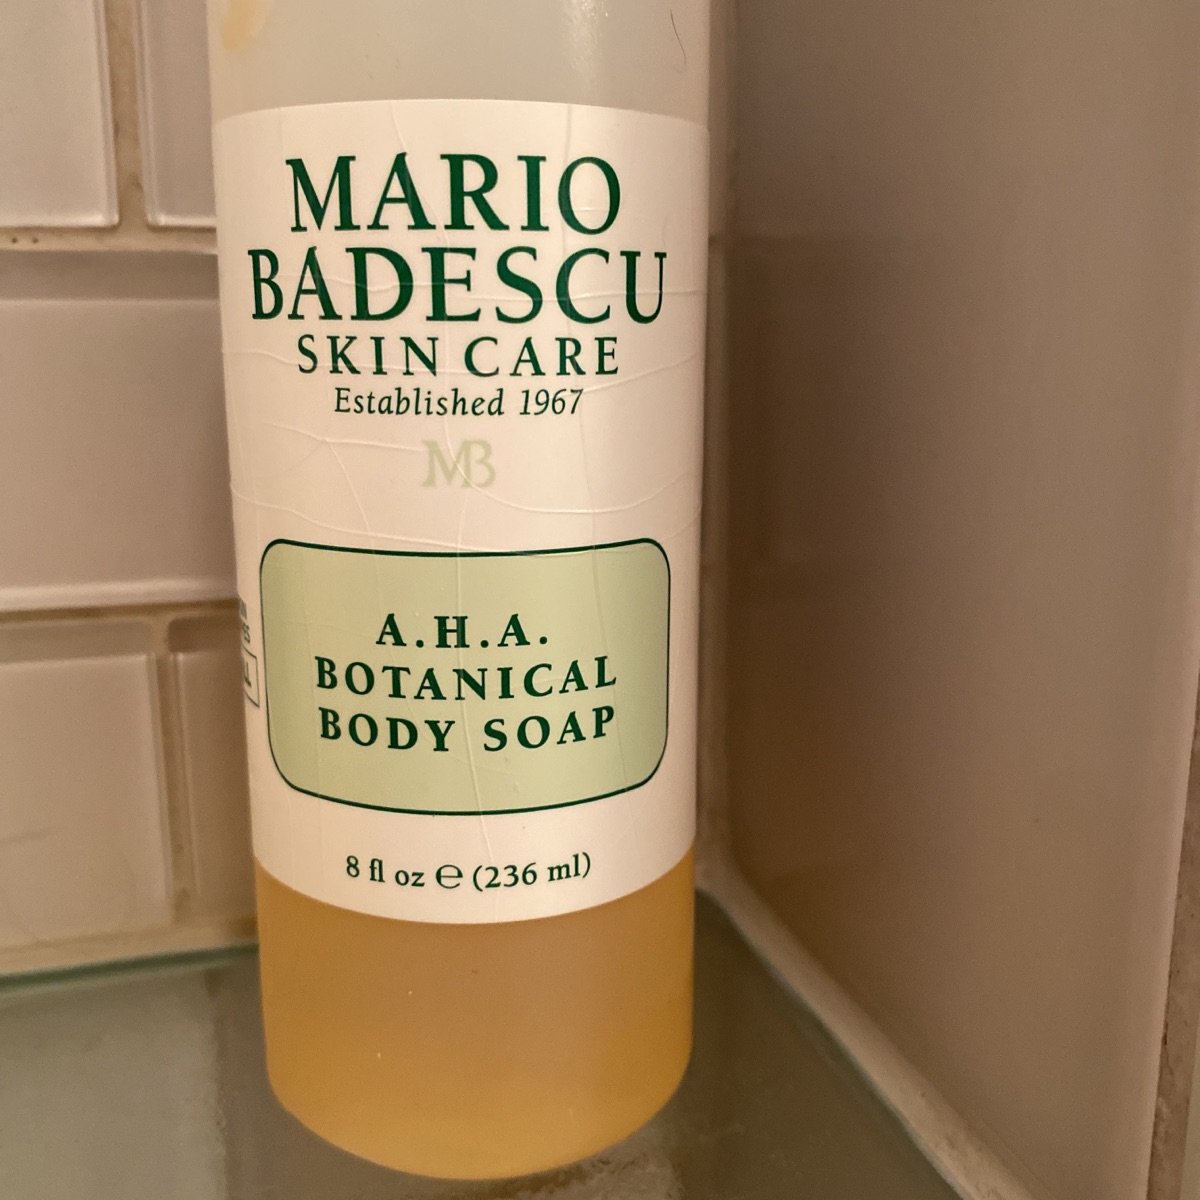 MARIO
BADESCU
SKIN CARE
Established 1967
MB
A.H.A.
BOTANICAL
BODY SOAP
8 fl oz ℮ (236 ml)